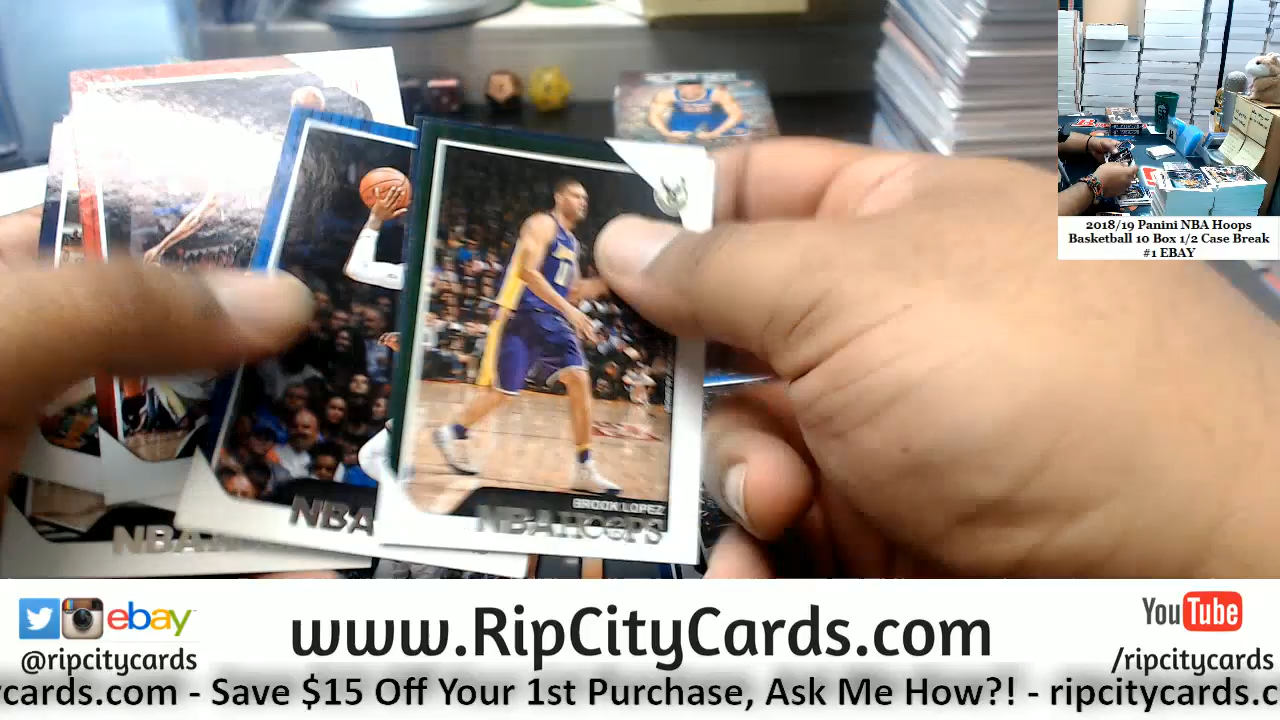 2018/19 Panini NBA Hoops
Basketball 10 Box 1/2 Case Break
#1 EBAY
BROOK LOPEZ
NBA HOOPS
NBA
NBA
ebay
@ripcitycards
www.RipCityCards.com
YouTube
/ripcitycards
cards.com - Save $15 Off Your 1st Purchase, Ask Me How?! - ripcitycards.c